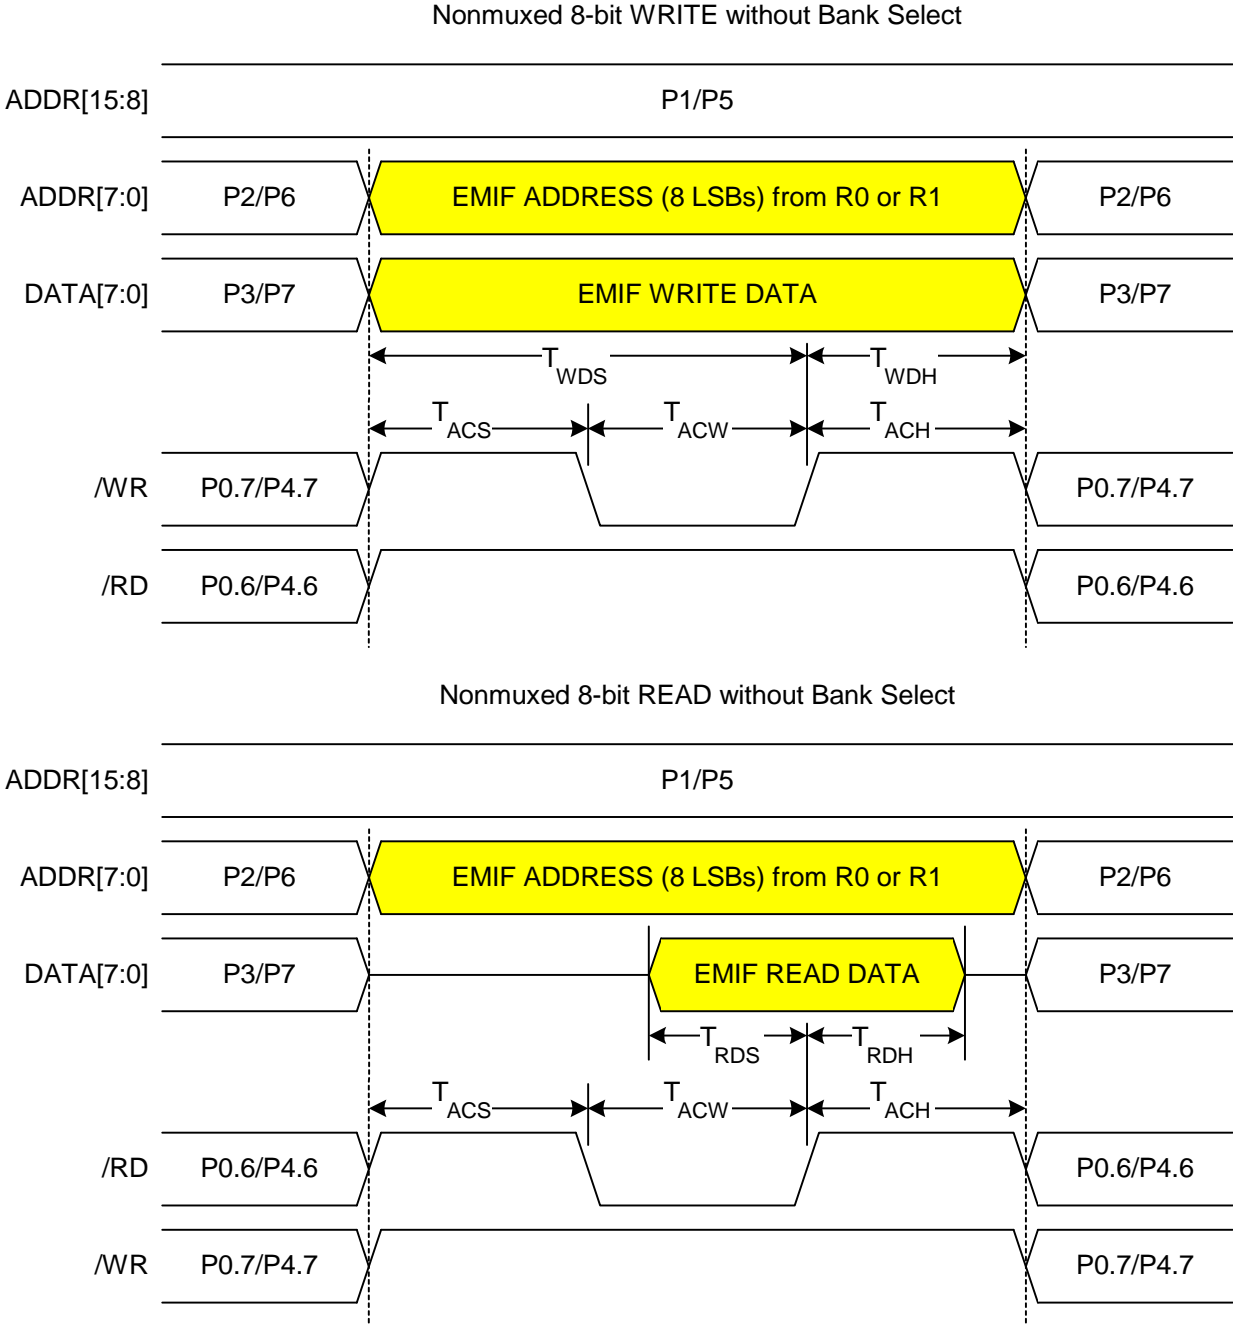 Nonmuxed 8-bit WRITE without Bank Select
ADDR[15:8] P1/P5
ADDR[7:0] P2/P6 EMIF ADDRESS (8 LSBs) from R0 or R1 P2/P6
DATA[7:0] P3/P7 EMIF WRITE DATA P3/P7
TWDS TWDH
TACS TACW TACH
/WR P0.7/P4.7 P0.7/P4.7
/RD P0.6/P4.6 P0.6/P4.6
Nonmuxed 8-bit READ without Bank Select
ADDR[15:8] P1/P5
ADDR[7:0] P2/P6 EMIF ADDRESS (8 LSBs) from R0 or R1 P2/P6
DATA[7:0] P3/P7 EMIF READ DATA P3/P7
TRDS TRDH
TACS TACW TACH
/RD P0.6/P4.6 P0.6/P4.6
/WR P0.7/P4.7 P0.7/P4.7